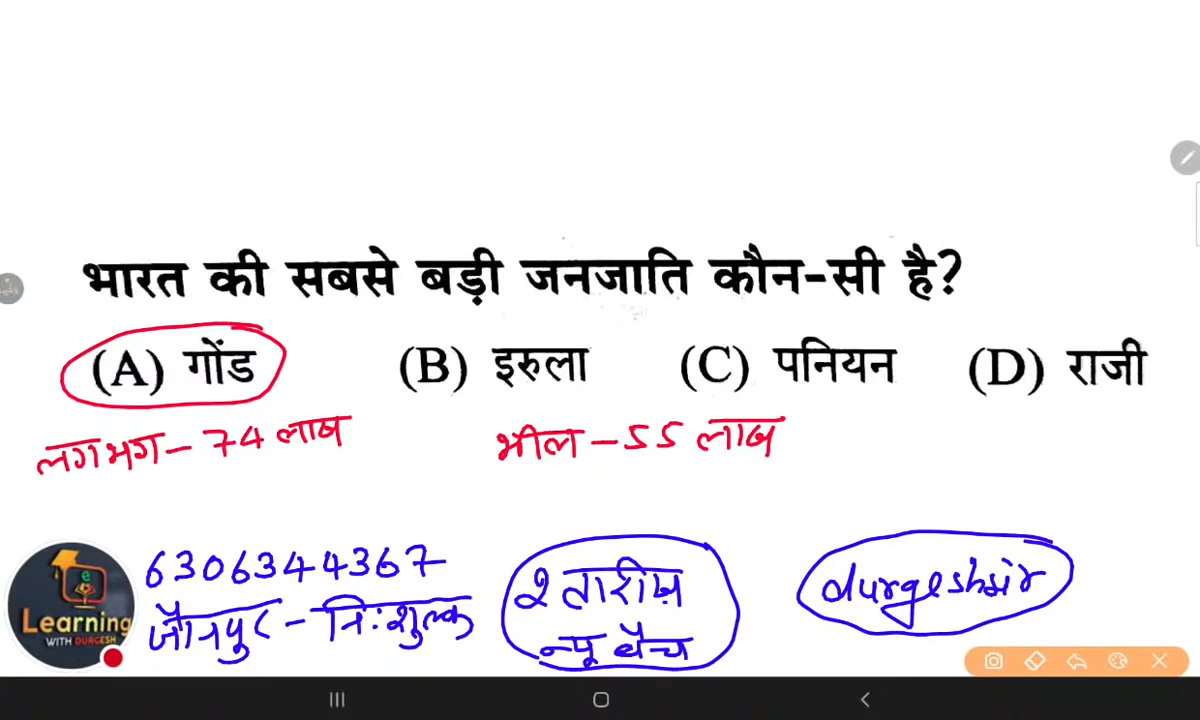 भारत की सबसे बड़ी जनजाति कौन-सी है?
(A) गोंड (B) इरुला (C) पनियन (D) राजी
लगभग - 74 लाख भील - 55 लाख
6306344367
जौनपुर - निःशुल्क
2 तारीख
न्यू बैच
durgeshsir
e
Learning
WITH DURGESH